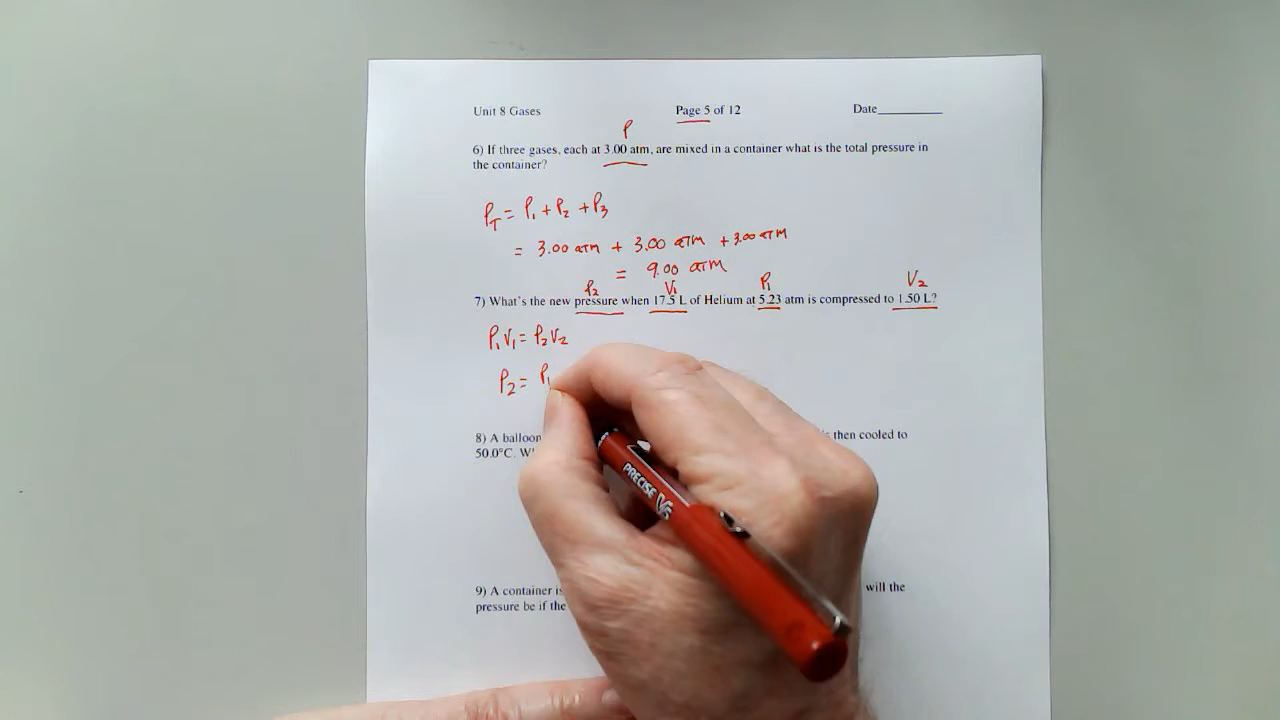 Unit 8 Gases Page 5 of 12 Date________
P
6) If three gases, each at 3.00 atm, are mixed in a container what is the total pressure in
the container?
P_T = P₁ + P₂ + P₃
= 3.00 ATM + 3.00 ATM + 3.00 ATM
= 9.00 ATM
P₂ V₁ P₁ V₂
7) What's the new pressure when 17.5 L of Helium at 5.23 atm is compressed to 1.50 L?
P₁V₁ = P₂V₂
P₂ = P₁
8) A balloon then cooled to
50.0°C.
9) A container will the
pressure be if the
PRECISE V5